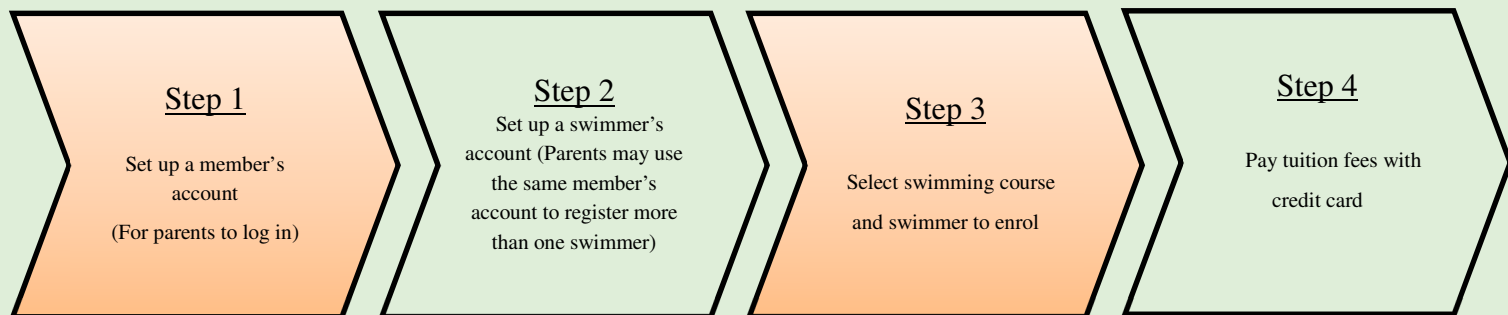 Step 1
Set up a member’s
account
(For parents to log in)
Step 2
Set up a swimmer’s
account (Parents may use
the same member’s
account to register more
than one swimmer)
Step 3
Select swimming course
and swimmer to enrol
Step 4
Pay tuition fees with
credit card